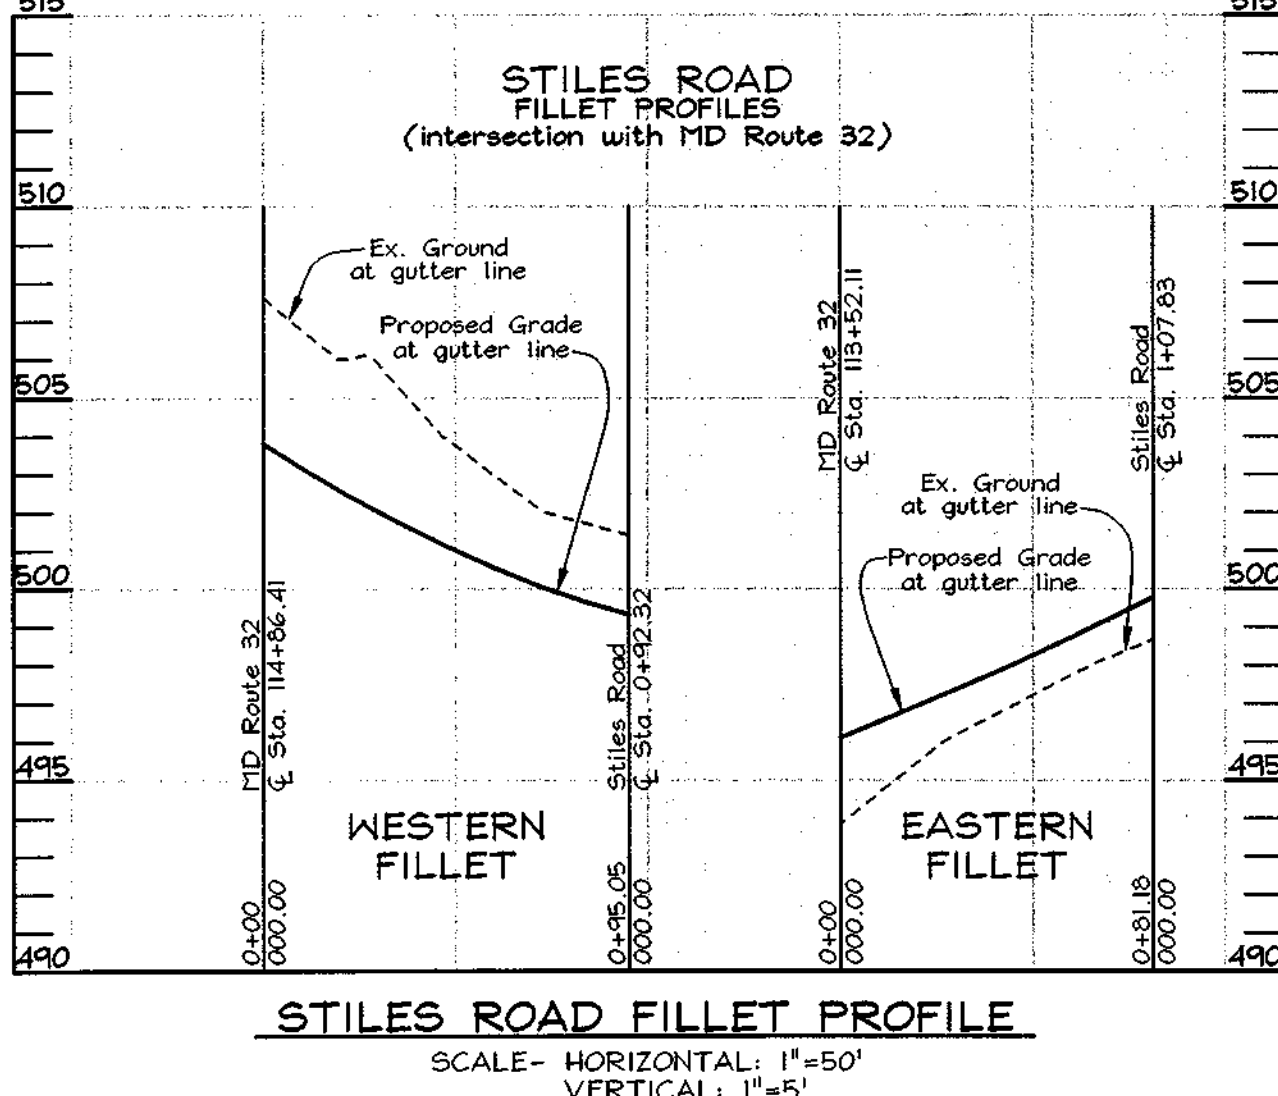 515
515
STILES ROAD
FILLET PROFILES
(intersection with MD Route 32)
510
510
Ex. Ground
at gutter line
Proposed Grade
at gutter line
MD Route 32
℄ Sta. 113+52.11
Stiles Road
℄ Sta. 1+07.83
505
505
Ex. Ground
at gutter line
Proposed Grade
at gutter line
500
500
MD Route 32
℄ Sta. 114+86.41
Stiles Road
℄ Sta. 0+92.32
495
495
WESTERN
FILLET
EASTERN
FILLET
0+00
000.00
0+95.05
000.00
0+00
000.00
0+81.18
000.00
490
490
STILES ROAD FILLET PROFILE
SCALE- HORIZONTAL: 1"=50'
VERTICAL: 1"=5'